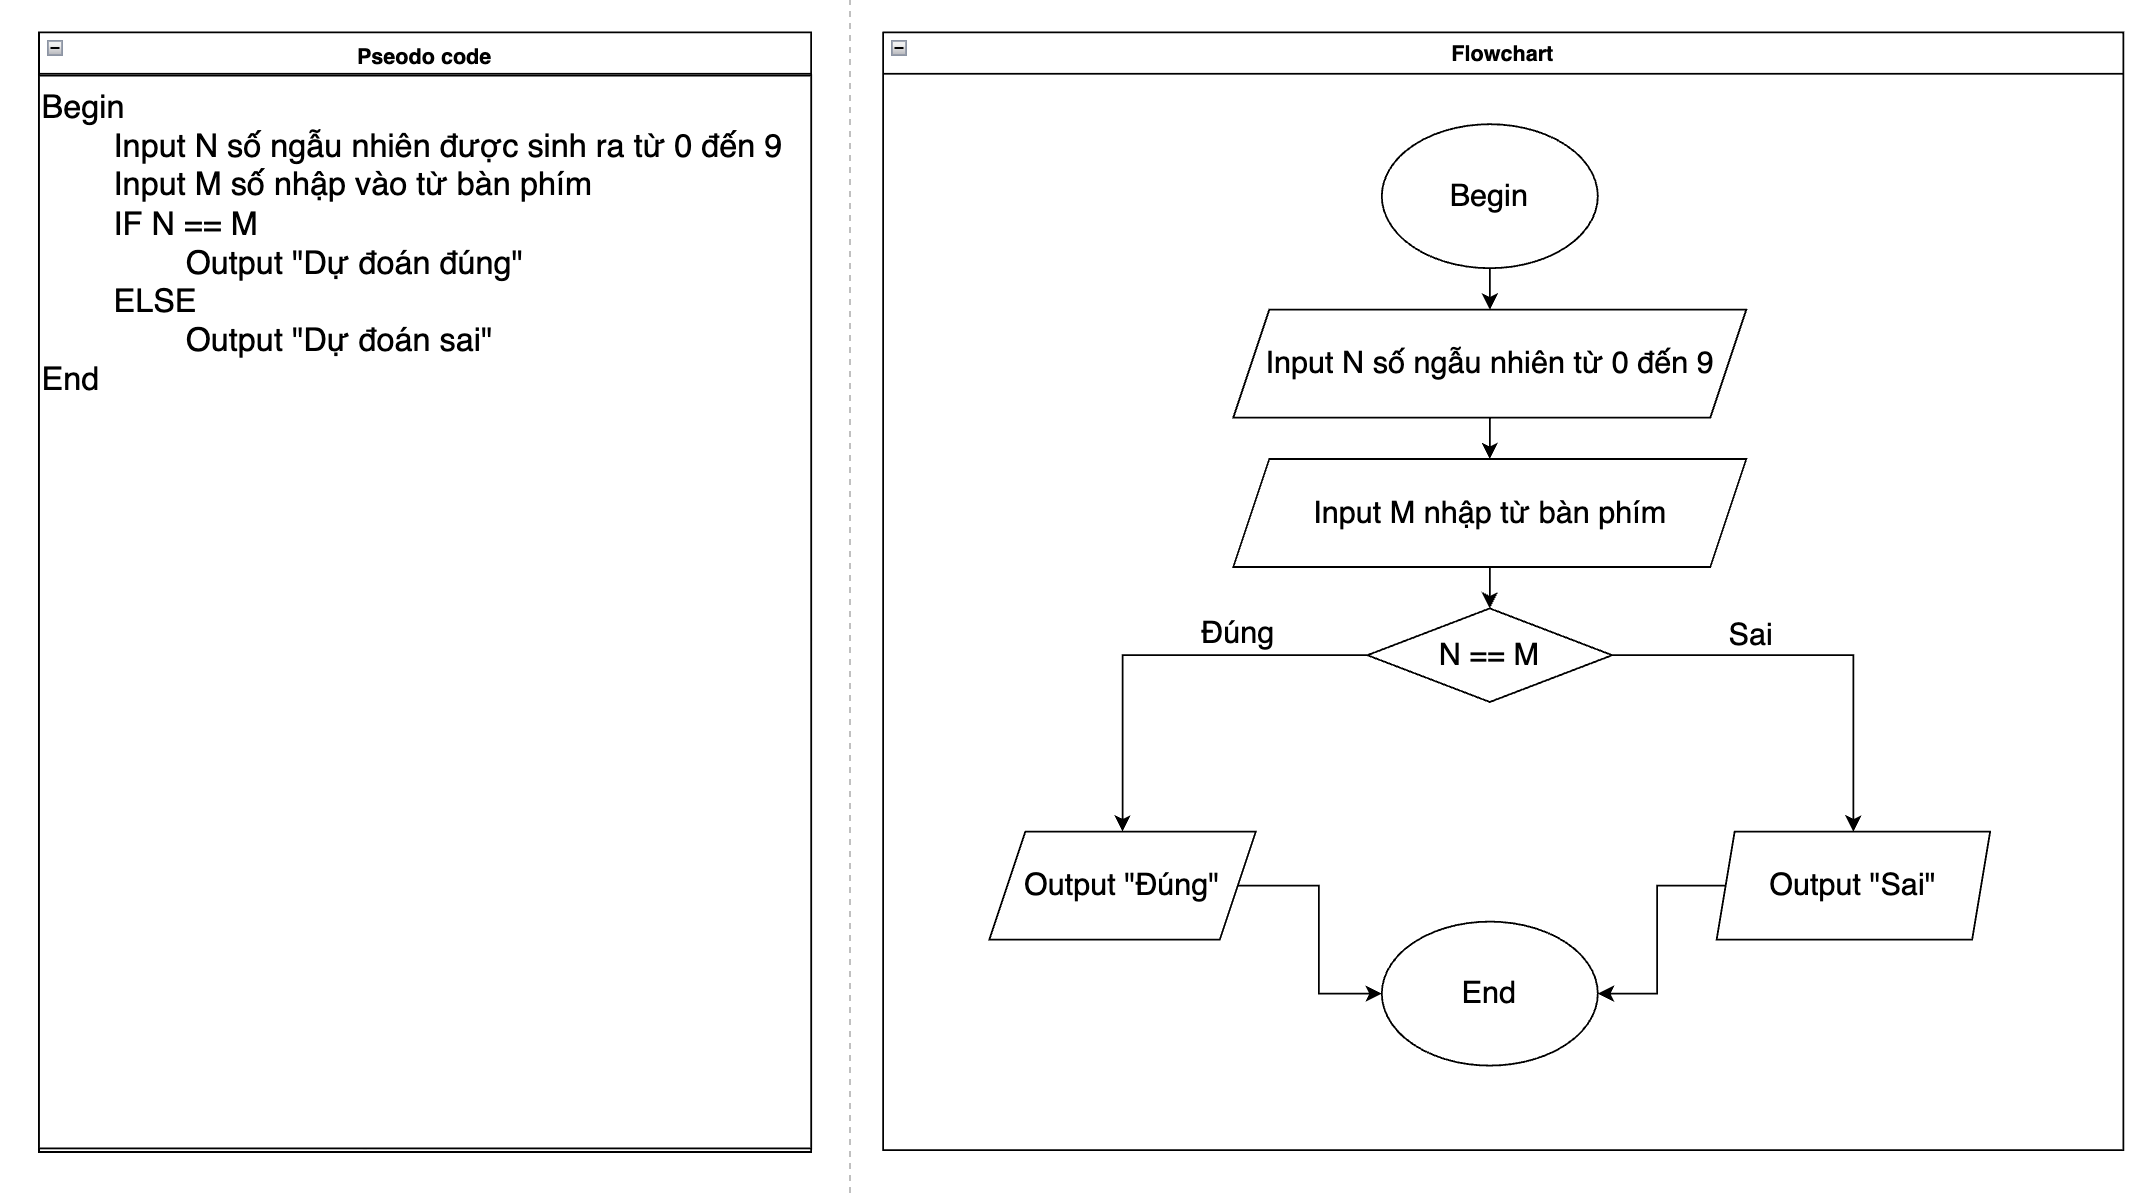 Pseodo code
Begin
Input N số ngẫu nhiên được sinh ra từ 0 đến 9
Input M số nhập vào từ bàn phím
IF N == M
Output "Dự đoán đúng"
ELSE
Output "Dự đoán sai"
End
Flowchart
Begin
Input N số ngẫu nhiên từ 0 đến 9
Input M nhập từ bàn phím
N == M
Đúng
Sai
Output "Đúng"
Output "Sai"
End